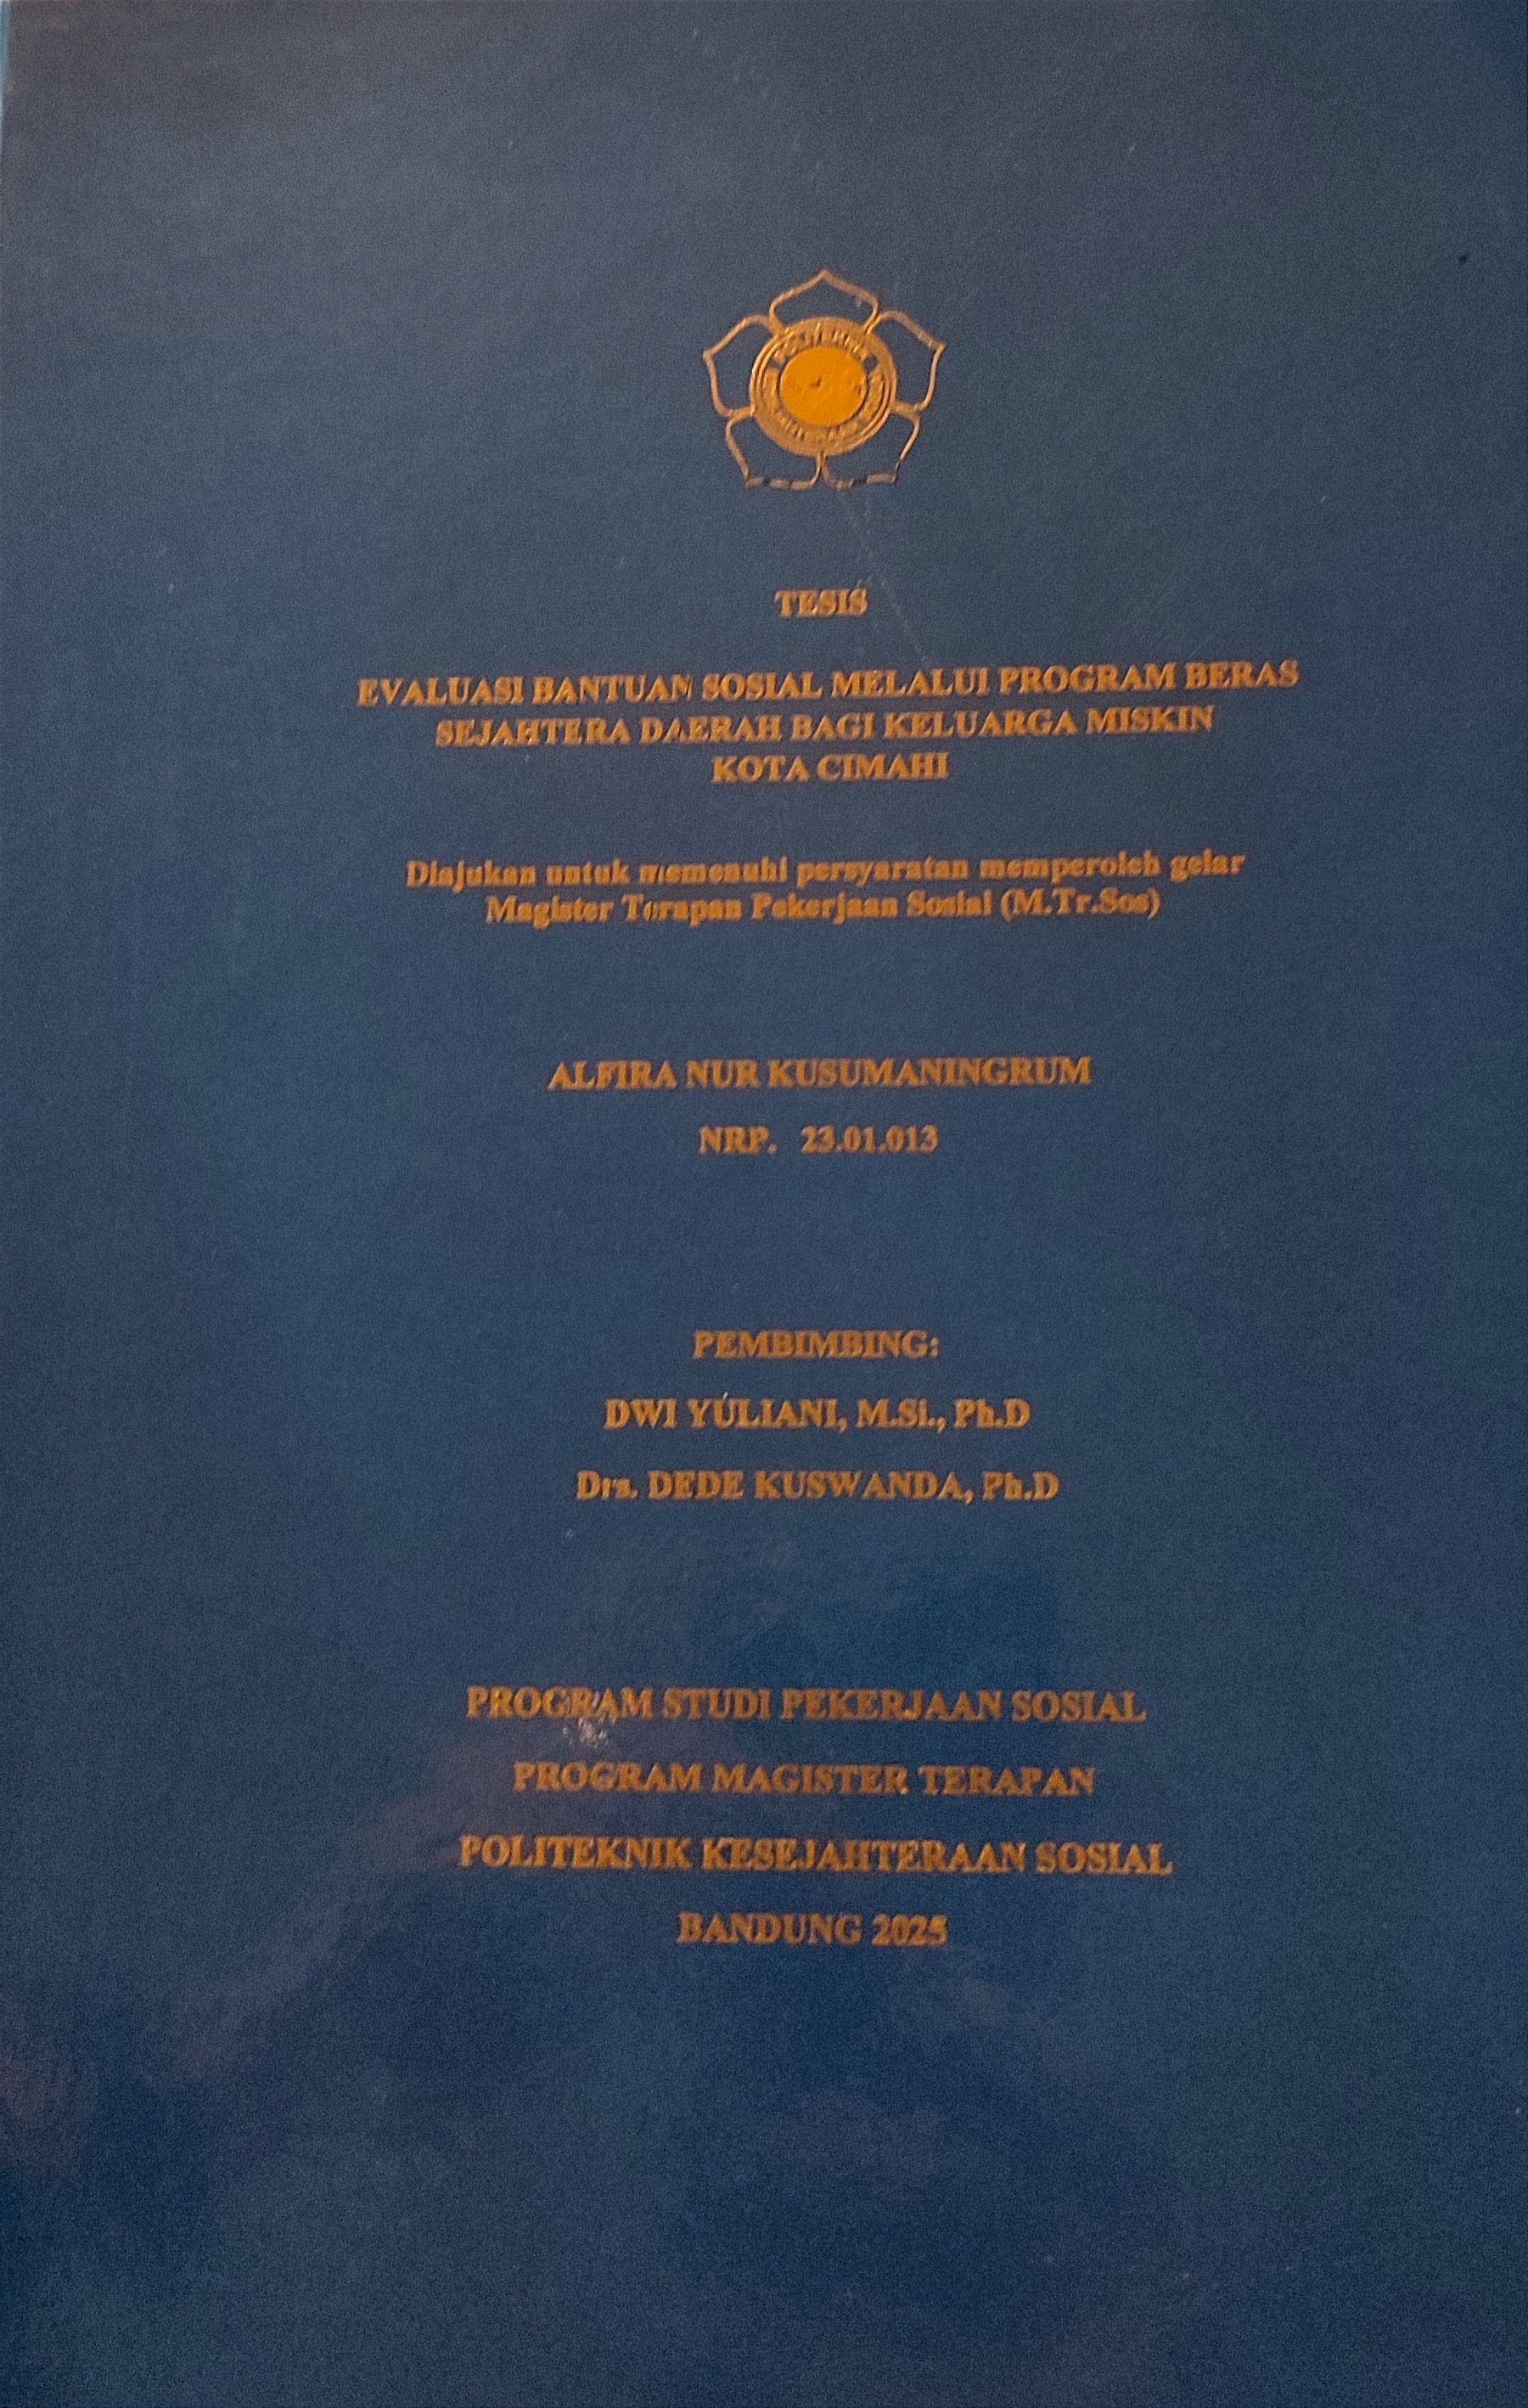 POLITEKNIK
TESIS
EVALUASI BANTUAN SOSIAL MELALUI PROGRAM BERAS
SEJAHTERA DAERAH BAGI KELUARGA MISKIN
KOTA CIMAHI
Diajukan untuk memenuhi persyaratan memperoleh gelar
Magister Terapan Pekerjaan Sosial (M.Tr.Sos)
ALFIRA NUR KUSUMANINGRUM
NRP. 23.01.013
PEMBIMBING:
DWI YULIANI, M.Si., Ph.D
Drs. DEDE KUSWANDA, Ph.D
PROGRAM STUDI PEKERJAAN SOSIAL
PROGRAM MAGISTER TERAPAN
POLITEKNIK KESEJAHTERAAN SOSIAL
BANDUNG 2025